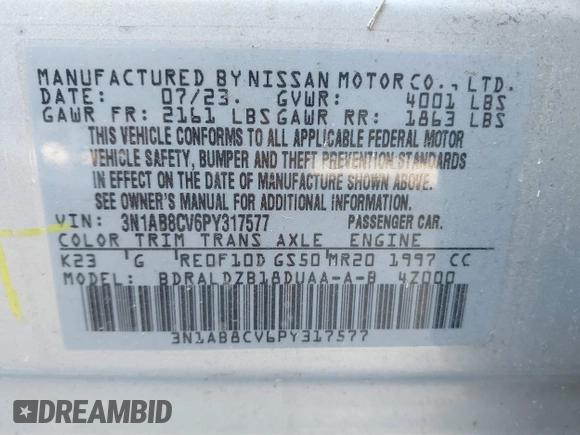 MANUFACTURED BY NISSAN MOTOR CO., LTD.
DATE: 07/23. GVWR: 4001 LBS
GAWR FR: 2161 LBS GAWR RR: 1863 LBS
THIS VEHICLE CONFORMS TO ALL APPLICABLE FEDERAL MOTOR
VEHICLE SAFETY, BUMPER AND THEFT PREVENTION STANDARDS
IN EFFECT ON THE DATE OF MANUFACTURE SHOWN ABOVE.
SEE OWNER'S MANUAL FOR ADDITIONAL INFORMATION.
VIN: 3N1AB8CV6PY317577 PASSENGER CAR.
COLOR TRIM TRANS AXLE ENGINE
K23 G RE0F10D GS50 MR20 1997 CC
MODEL: BDRALDZB18DUAA-A-B 4Z000
3N1AB8CV6PY317577
DREAMBID